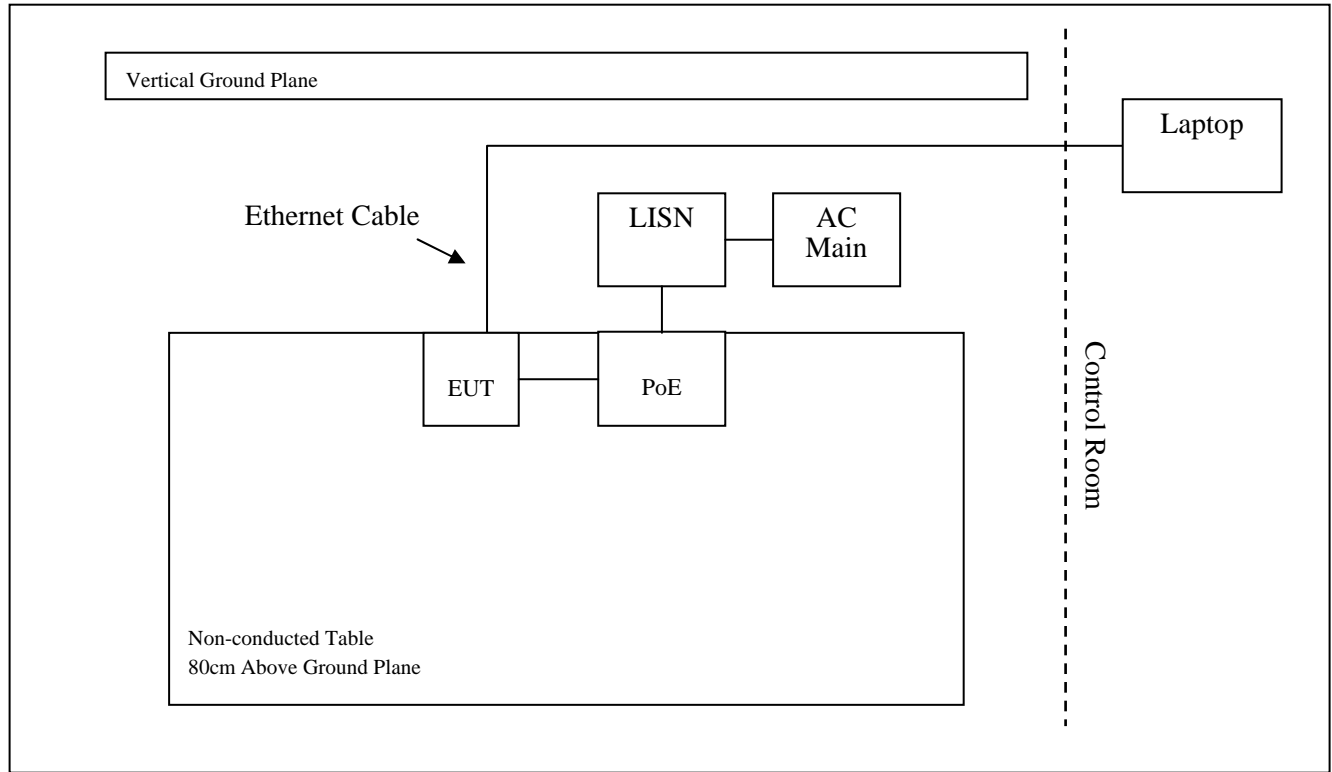 Vertical Ground Plane
Laptop
Ethernet Cable
LISN
AC
Main
EUT
PoE
Control Room
Non-conducted Table
80cm Above Ground Plane